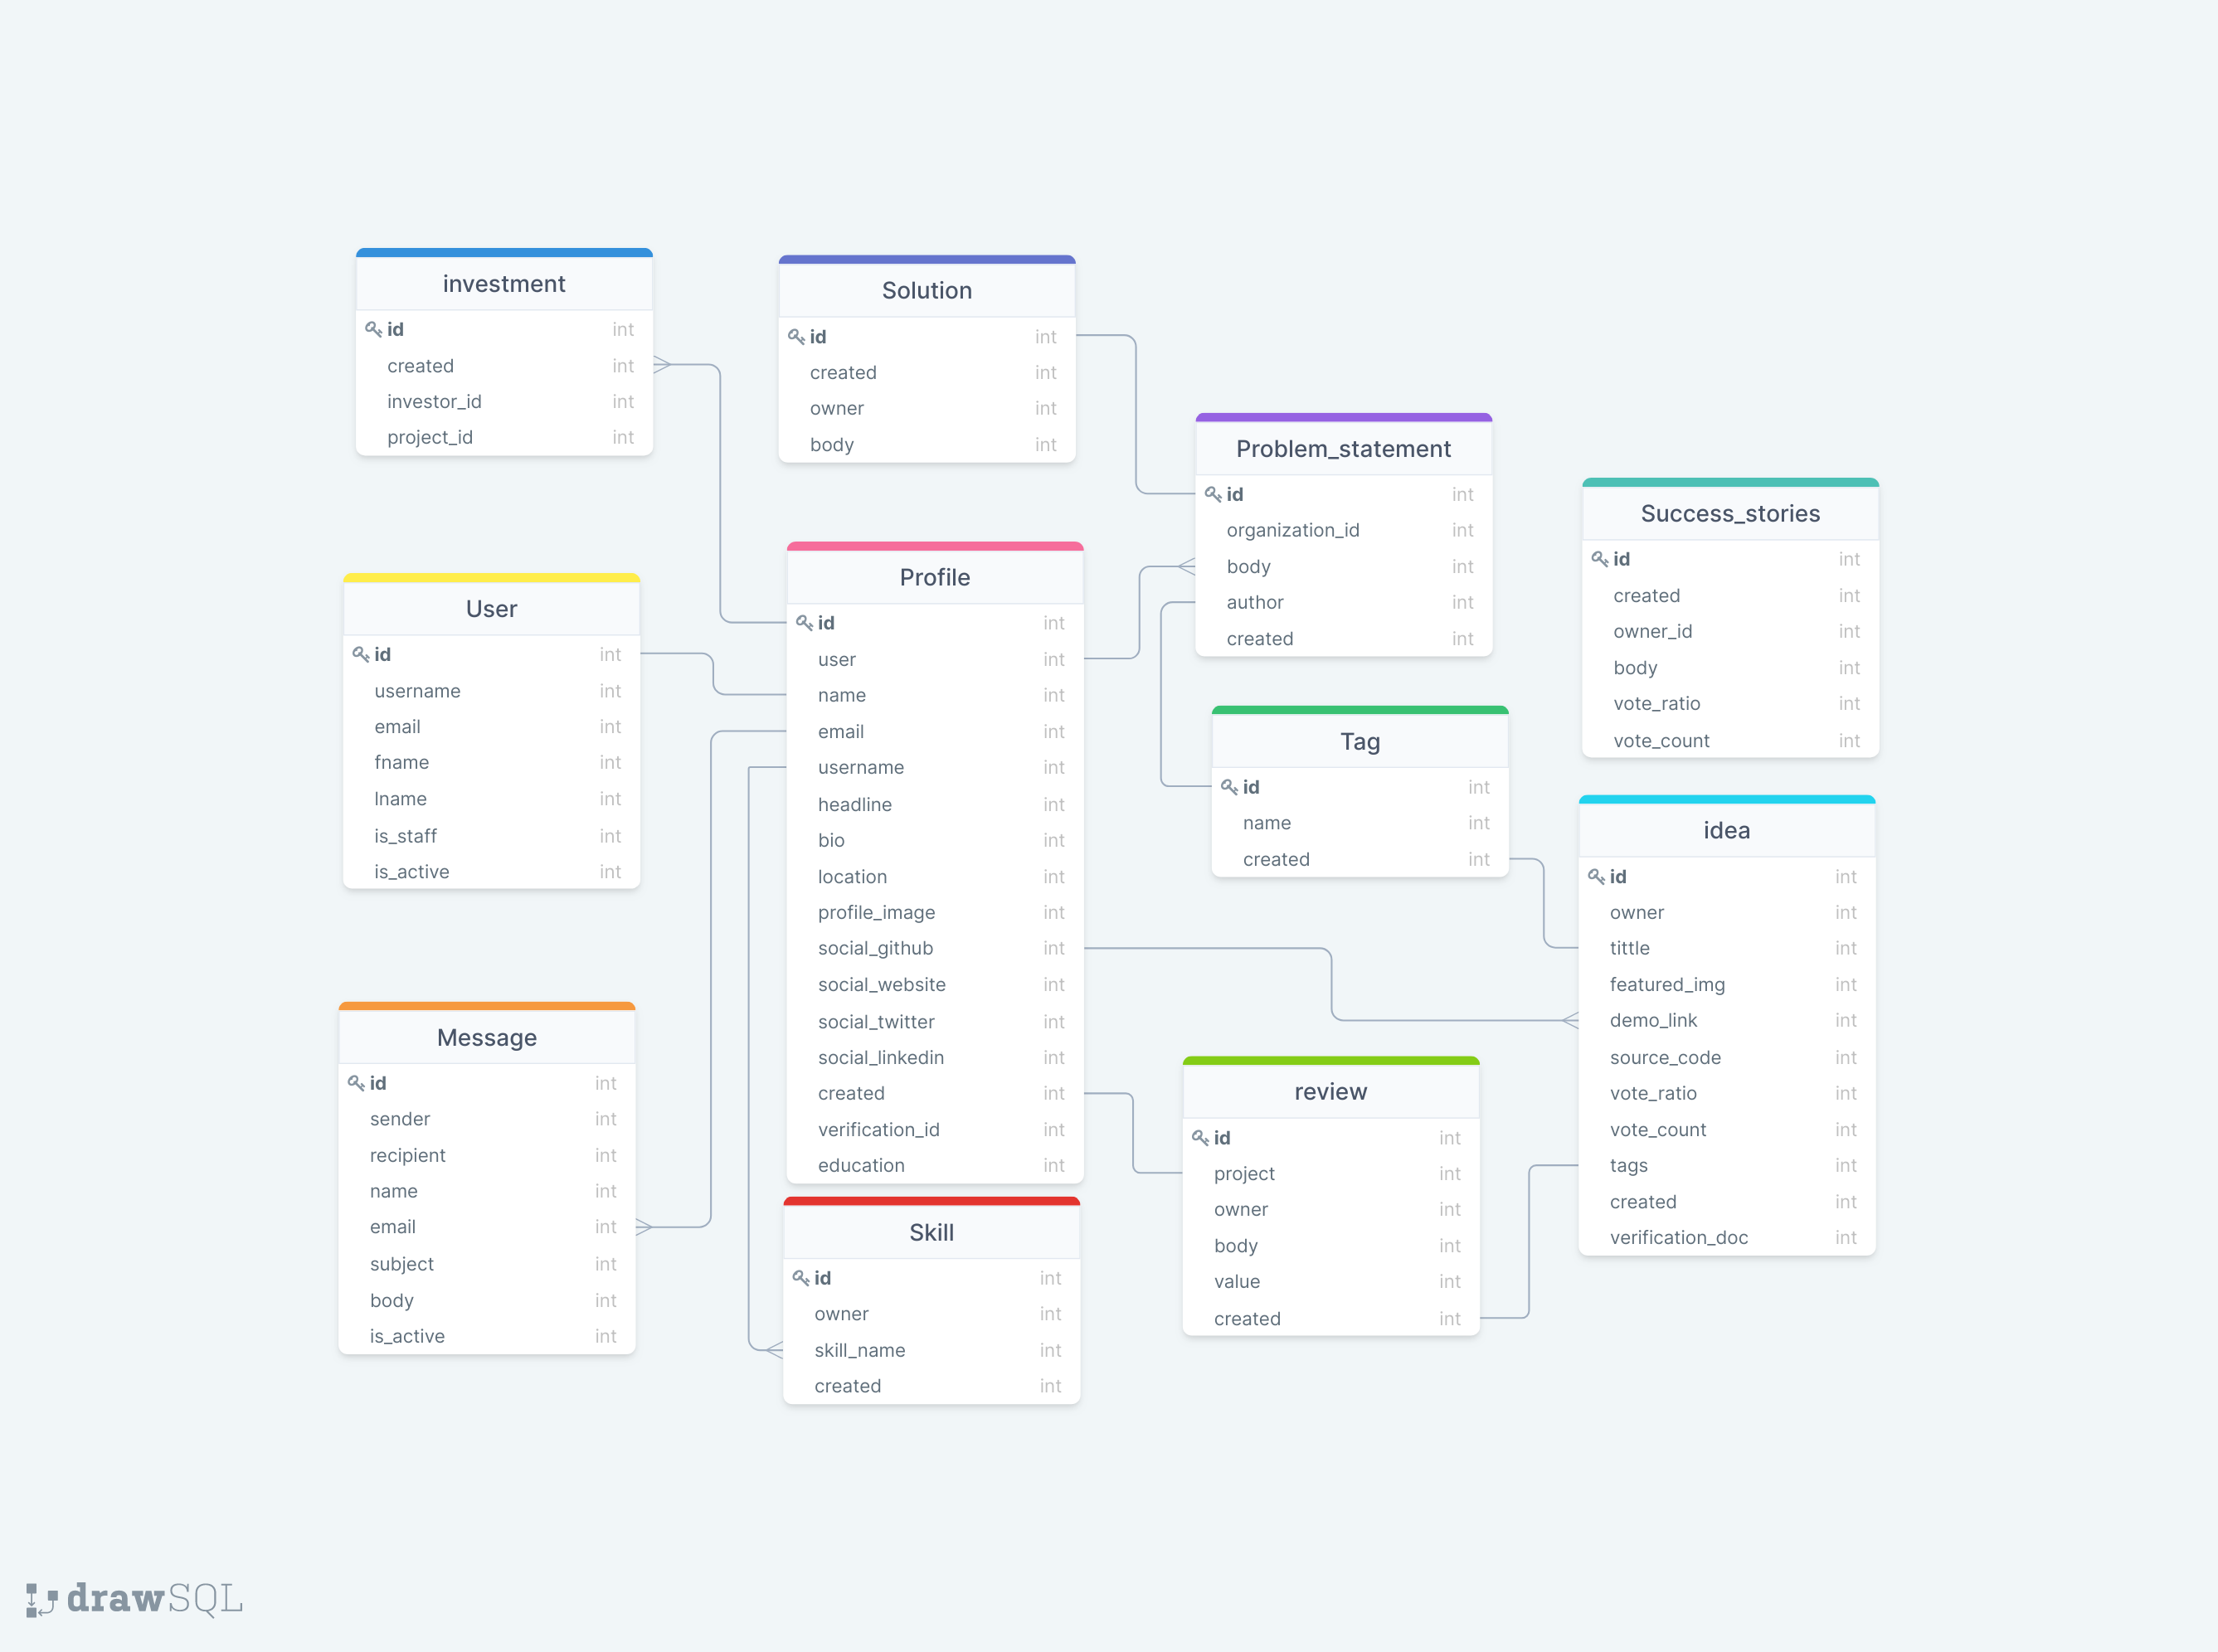 investment
id int
created int
investor_id int
project_id int
Solution
id int
created int
owner int
body int
Problem_statement
id int
organization_id int
body int
author int
created int
Success_stories
id int
created int
owner_id int
body int
vote_ratio int
vote_count int
User
id int
username int
email int
fname int
lname int
is_staff int
is_active int
Profile
id int
user int
name int
email int
username int
headline int
bio int
location int
profile_image int
social_github int
social_website int
social_twitter int
social_linkedin int
created int
verification_id int
education int
Tag
id int
name int
created int
idea
id int
owner int
tittle int
featured_img int
demo_link int
source_code int
vote_ratio int
vote_count int
tags int
created int
verification_doc int
Message
id int
sender int
recipient int
name int
email int
subject int
body int
is_active int
Skill
id int
owner int
skill_name int
created int
review
id int
project int
owner int
body int
value int
created int
drawSQL